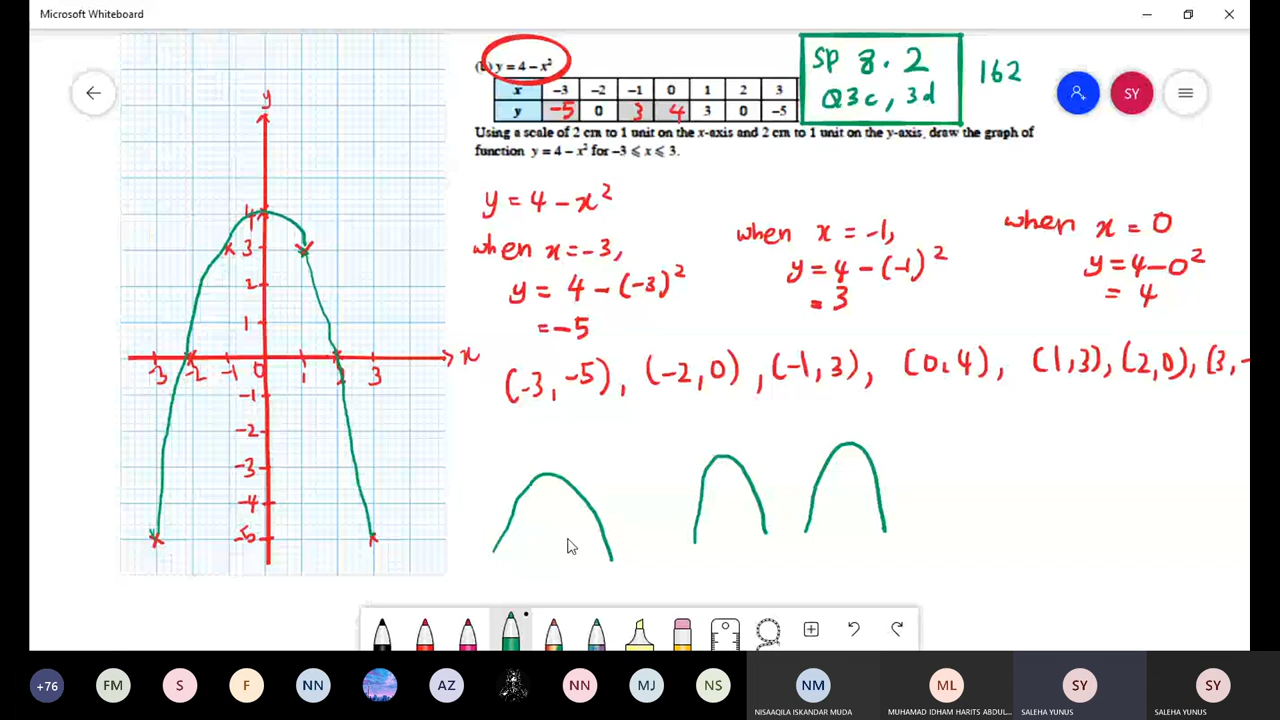 Microsoft Whiteboard
y = 4 – x²
x –3 –2 –1 0 1 2 3
y –5 0 3 4 3 0 –5
SP 8.2
Q3c, 3d
162
SY
Using a scale of 2 cm to 1 unit on the x-axis and 2 cm to 1 unit on the y-axis, draw the graph of
function y = 4 – x² for –3 ⩽ x ⩽ 3.
y = 4 – x²
when x = –3,
y = 4 – (–3)²
= –5
when x = –1,
y = 4 – (–1)²
= 3
when x = 0
y = 4 – 0²
= 4
(–3, –5), (–2, 0), (–1, 3), (0, 4), (1, 3), (2, 0), (3, –
y
4
3
2
1
–3 –2 –1 0 1 2 3 x
–1
–2
–3
–4
–5
+76 FM S F NN AZ NN MJ NS NM ML SY SY
NISAAQILA ISKANDAR MUDA MUHAMAD IDHAM HARITS ABDUL... SALEHA YUNUS SALEHA YUNUS